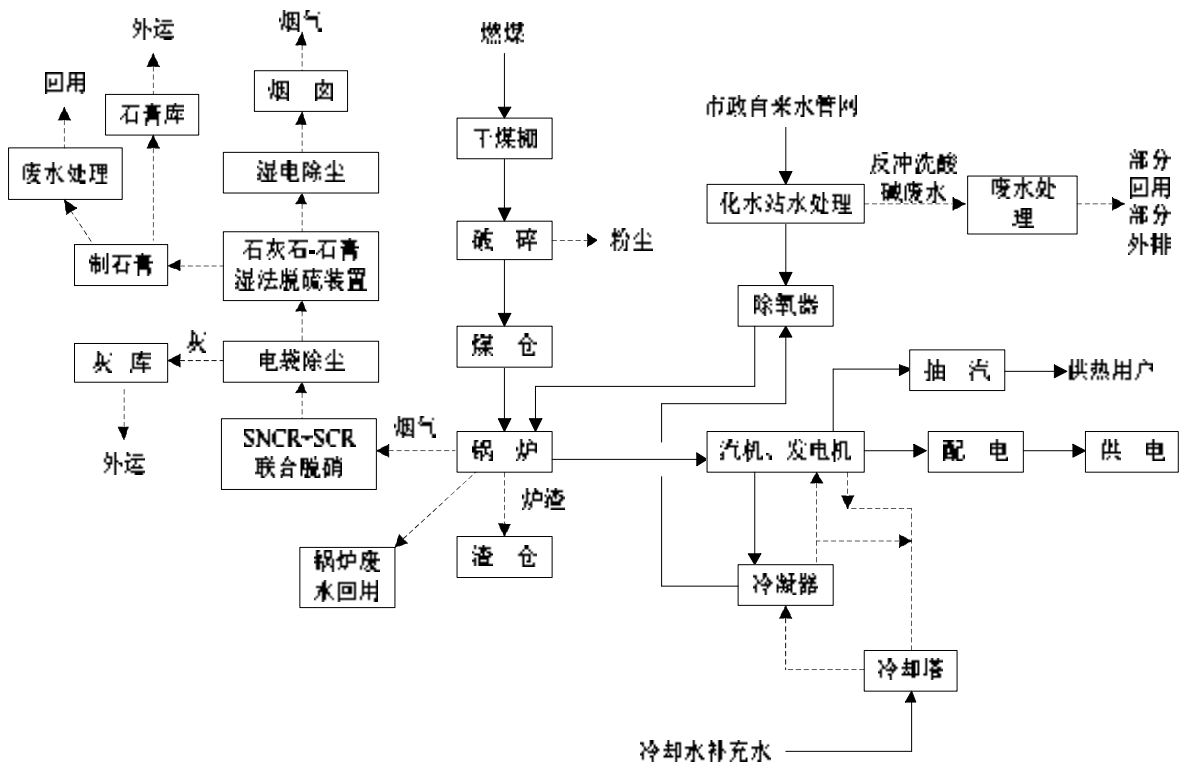 烟气
外运
燃煤
回用
烟 囱
石膏库
市政自来水管网
干煤棚
废水处理
湿电除尘
反冲洗酸
碱废水
部分
回用
部分
外排
化水站水处理
废水处
理
破 碎
粉尘
制石膏
石灰石-石膏
湿法脱硫装置
除氧器
灰 库
灰
电袋除尘
煤 仓
抽 汽
供热用户
外运
SNCR-SCR
联合脱硝
烟气
锅 炉
汽机、发电机
配 电
供 电
炉渣
锅炉废
水回用
渣 仓
冷凝器
冷却塔
冷却水补充水